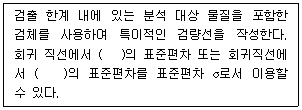 검출 한계 내에 있는 분석 대상 물질을 포함한
검체를 사용하여 특이적인 검량선을 작성한다.
회귀 직선에서 (   )의 표준편차 또는 회귀직선에
서 (   )의 표준편차를 표준편차 σ로서 이용할
수 있다.